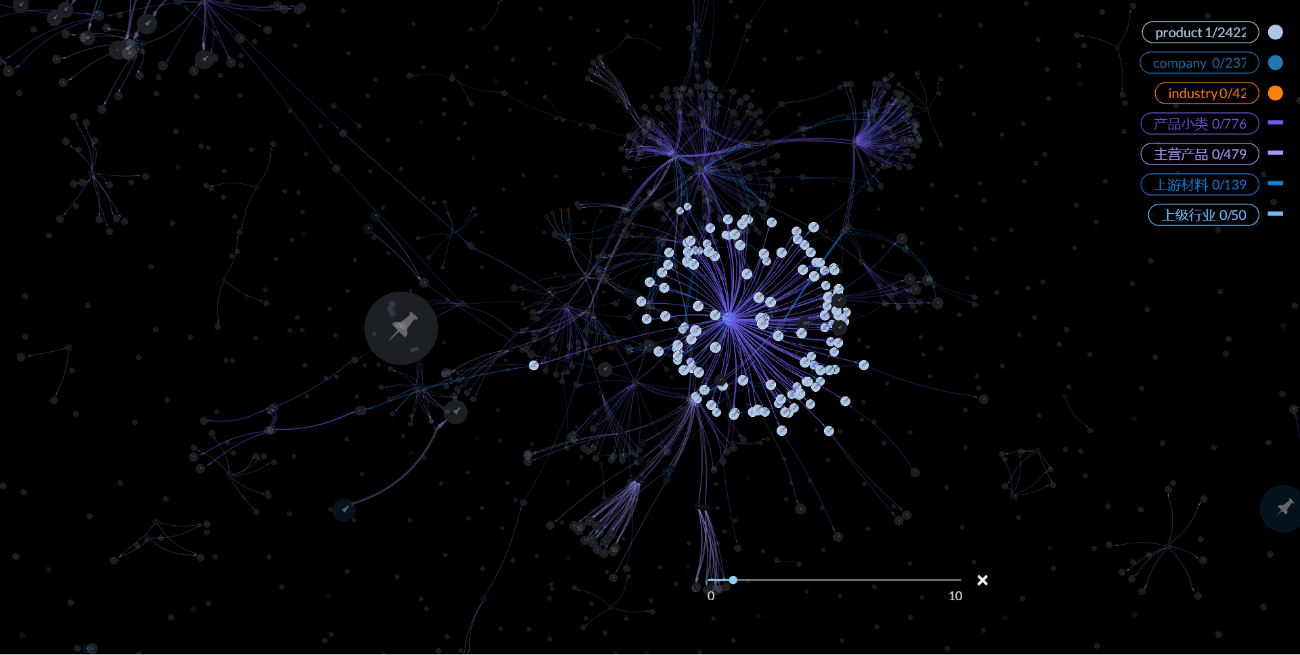 product 1/2422
company 0/237
industry 0/42
产品小类 0/776
主营产品 0/479
上游材料 0/139
上级行业 0/50
0
10